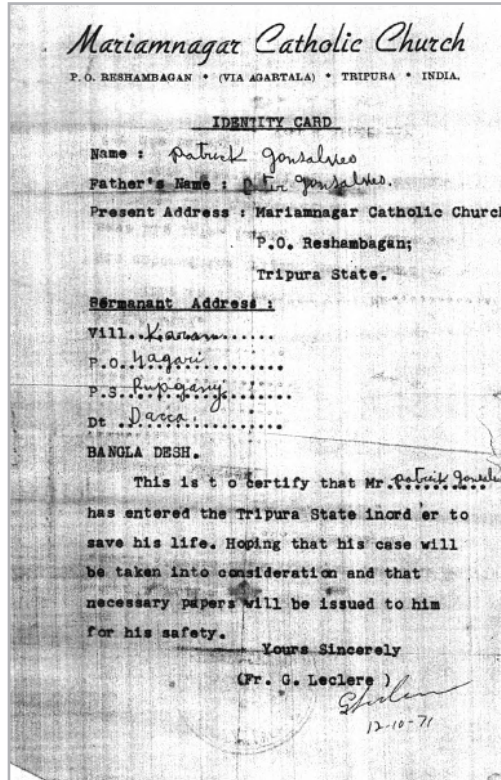 Mariamnagar Catholic Church
P.O. RESHAMBAGAN * (VIA AGARTALA) * TRIPURA * INDIA.
IDENTITY CARD
Name : Patrick Gonsalves
Father's Name : Peter Gonsalves.
Present Address : Mariamnagar Catholic Church
P.O. Reshambagan;
Tripura State.
Permanant Address :
Vill..Karan......
P.O. Nagari
P.S. Rupganj
Dt Dacca.
BANGLA DESH.
This is t o certify that Mr. Patrick Gonsalves
has entered the Tripura State inord er to
save his life. Hoping that his case will
be taken into consideration and that
necessary papers will be issued to him
for his safety.
Yours Sincerely
(Fr. G. Leclere )
12-10-71